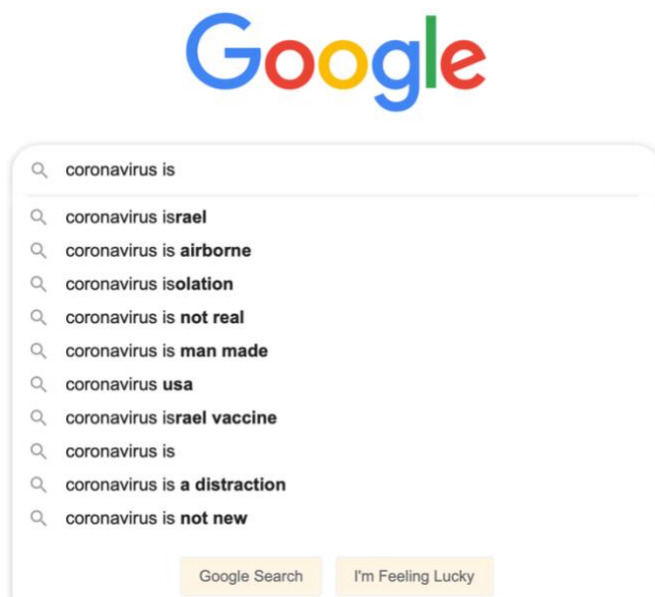 Google
coronavirus is
coronavirus israel
coronavirus is airborne
coronavirus isolation
coronavirus is not real
coronavirus is man made
coronavirus usa
coronavirus israel vaccine
coronavirus is
coronavirus is a distraction
coronavirus is not new
Google Search I'm Feeling Lucky